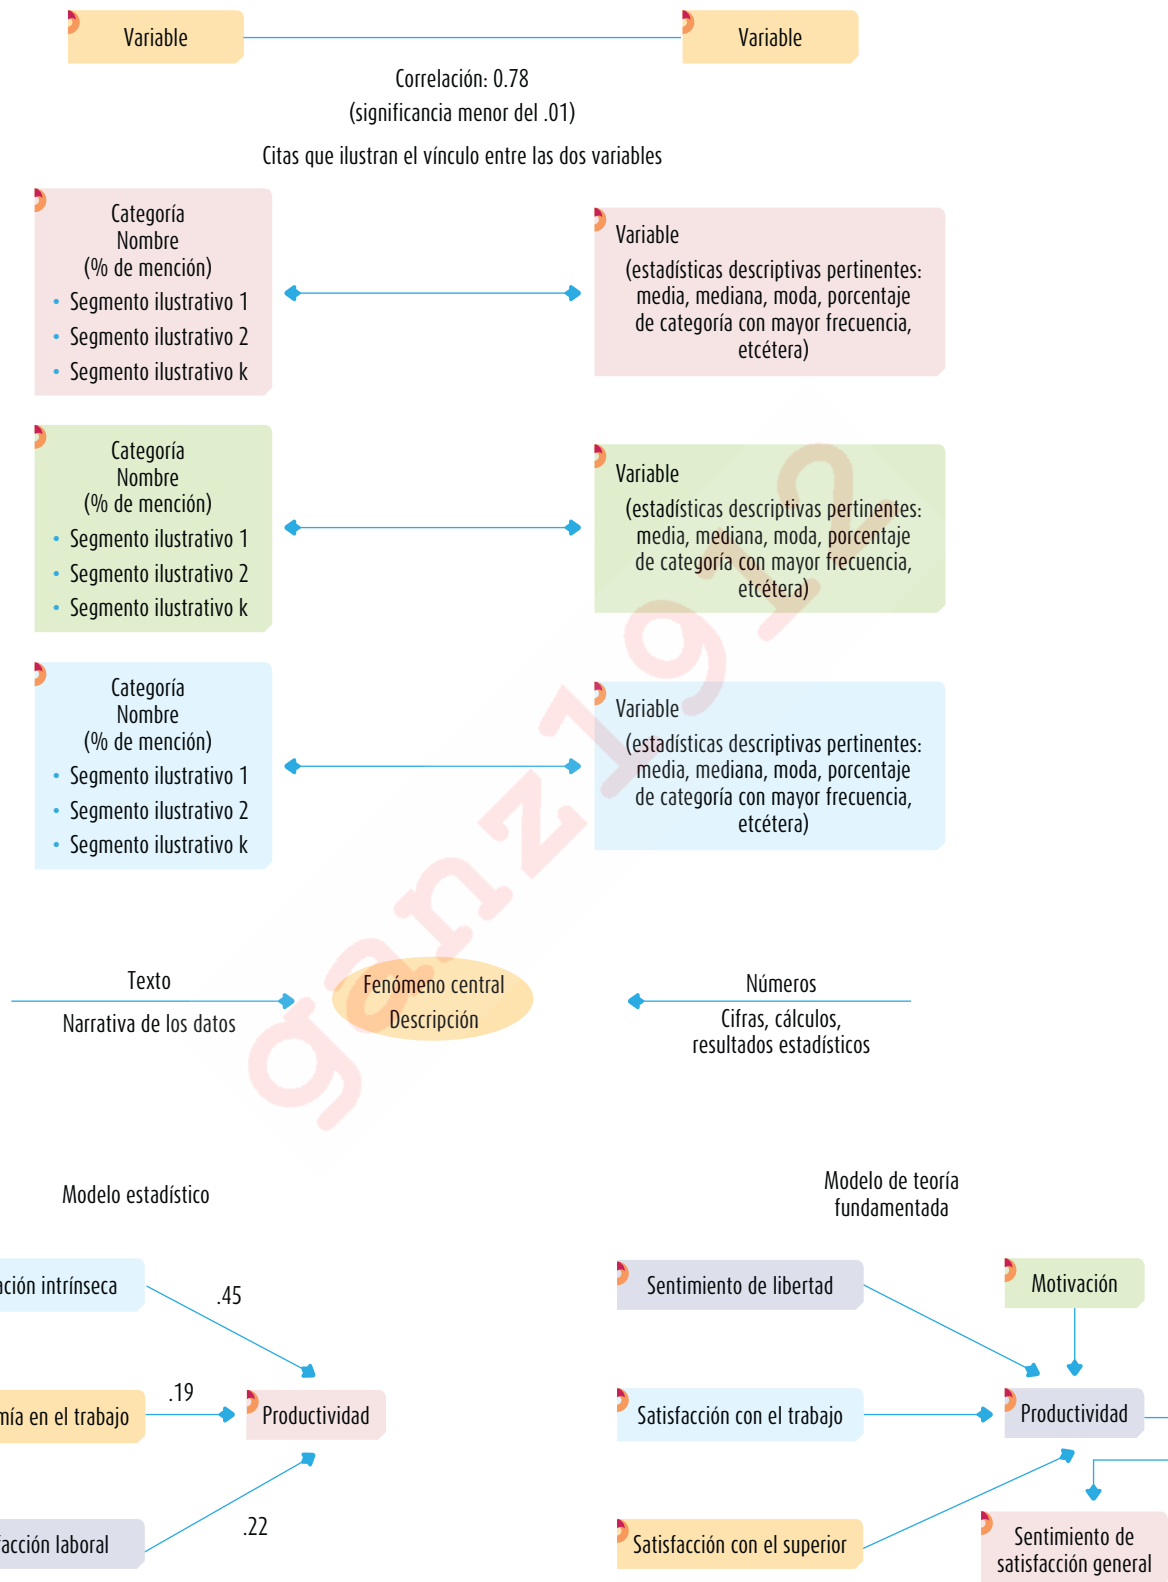 Variable
Variable
Correlación: 0.78
(significancia menor del .01)
Citas que ilustran el vínculo entre las dos variables
Categoría
Nombre
(% de mención)
• Segmento ilustrativo 1
• Segmento ilustrativo 2
• Segmento ilustrativo k
Variable
(estadísticas descriptivas pertinentes:
media, mediana, moda, porcentaje
de categoría con mayor frecuencia,
etcétera)
Categoría
Nombre
(% de mención)
• Segmento ilustrativo 1
• Segmento ilustrativo 2
• Segmento ilustrativo k
Variable
(estadísticas descriptivas pertinentes:
media, mediana, moda, porcentaje
de categoría con mayor frecuencia,
etcétera)
Categoría
Nombre
(% de mención)
• Segmento ilustrativo 1
• Segmento ilustrativo 2
• Segmento ilustrativo k
Variable
(estadísticas descriptivas pertinentes:
media, mediana, moda, porcentaje
de categoría con mayor frecuencia,
etcétera)
ganz1912
Texto
Narrativa de los datos
Fenómeno central
Descripción
Números
Cifras, cálculos,
resultados estadísticos
Modelo estadístico
ación intrínseca
.45
mía en el trabajo
.19
Productividad
facción laboral
.22
Modelo de teoría
fundamentada
Sentimiento de libertad
Motivación
Satisfacción con el trabajo
Productividad
Satisfacción con el superior
Sentimiento de
satisfacción general